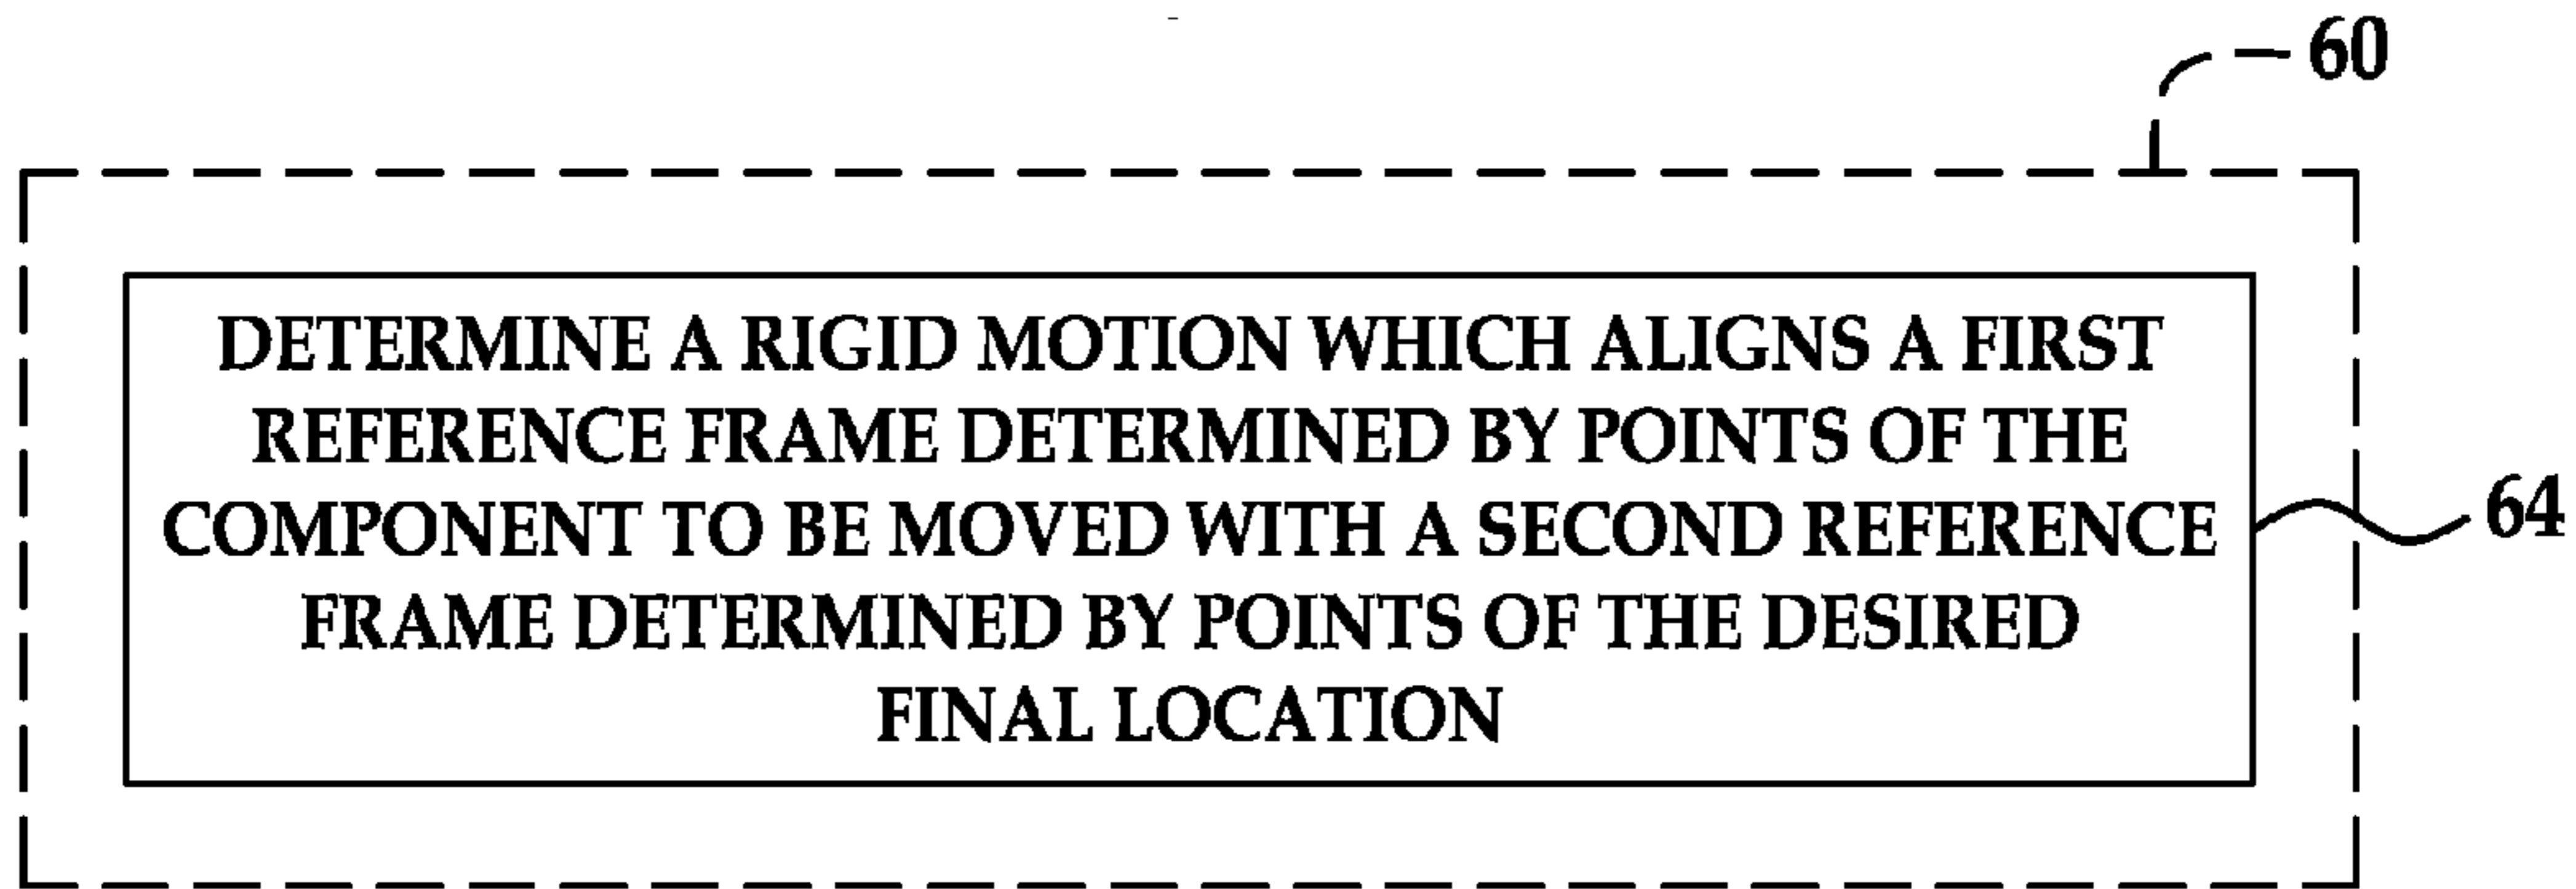 60
DETERMINE A RIGID MOTION WHICH ALIGNS A FIRST
REFERENCE FRAME DETERMINED BY POINTS OF THE
COMPONENT TO BE MOVED WITH A SECOND REFERENCE
FRAME DETERMINED BY POINTS OF THE DESIRED
FINAL LOCATION
64